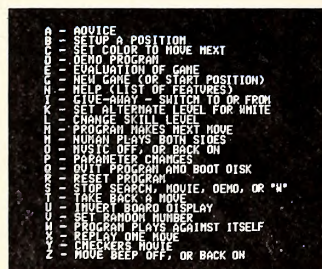 A - ADVICE
B - SETUP A POSITION
C - SET COLOR TO MOVE NEXT
D - DEMO PROGRAM
E - EVALUATION OF GAME
G - NEW GAME (OR START POSITION)
H - HELP (LIST OF FEATURES)
I - GIVE-AWAY - SWITCH TO OR FROM
K - SET ALTERNATE LEVEL FOR WHITE
L - CHANGE SKILL LEVEL
M - PROGRAM MAKES NEXT MOVE
N - HUMAN PLAYS BOTH SIDES
O - MUSIC OFF, OR BACK ON
P - PARAMETER CHANGES
Q - QUIT PROGRAM AND BOOT DISK
R - RESET PROGRAM
S - STOP SEARCH, MOVIE, DEMO, OR "W"
T - TAKE BACK A MOVE
U - INVERT BOARD DISPLAY
V - SET RANDOM NUMBER
W - PROGRAM PLAYS AGAINST ITSELF
X - REPLAY ONE MOVE
Y - CHECKERS MOVIE
Z - MOVE BEEP OFF, OR BACK ON